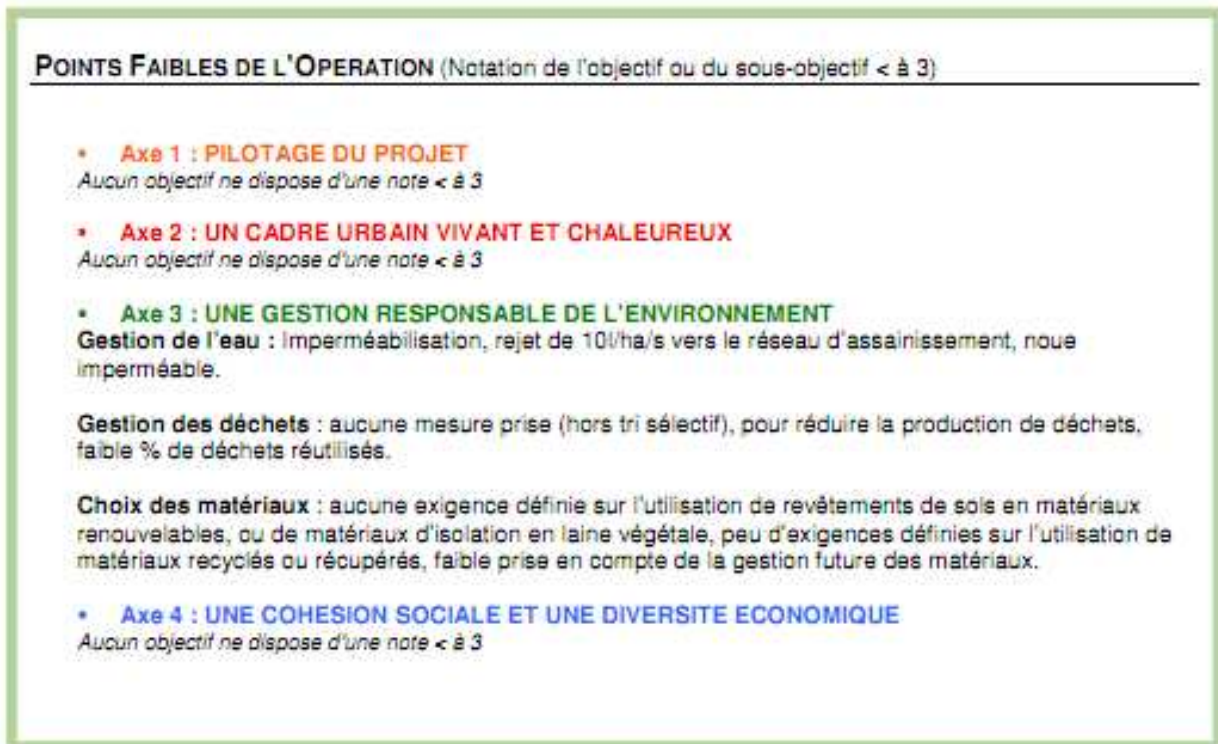 POINTS FAIBLES DE L'OPERATION (Notation de l'objectif ou du sous-objectif < à 3)
• Axe 1 : PILOTAGE DU PROJET
Aucun objectif ne dispose d'une note < à 3
• Axe 2 : UN CADRE URBAIN VIVANT ET CHALEUREUX
Aucun objectif ne dispose d'une note < à 3
• Axe 3 : UNE GESTION RESPONSABLE DE L'ENVIRONNEMENT
Gestion de l'eau : Imperméabilisation, rejet de 10l/ha/s vers le réseau d'assainissement, noue
imperméable.
Gestion des déchets : aucune mesure prise (hors tri sélectif), pour réduire la production de déchets,
faible % de déchets réutilisés.
Choix des matériaux : aucune exigence définie sur l'utilisation de revêtements de sols en matériaux
renouvelables, ou de matériaux d'isolation en laine végétale, peu d'exigences définies sur l'utilisation de
matériaux recyclés ou récupérés, faible prise en compte de la gestion future des matériaux.
• Axe 4 : UNE COHESION SOCIALE ET UNE DIVERSITE ECONOMIQUE
Aucun objectif ne dispose d'une note < à 3